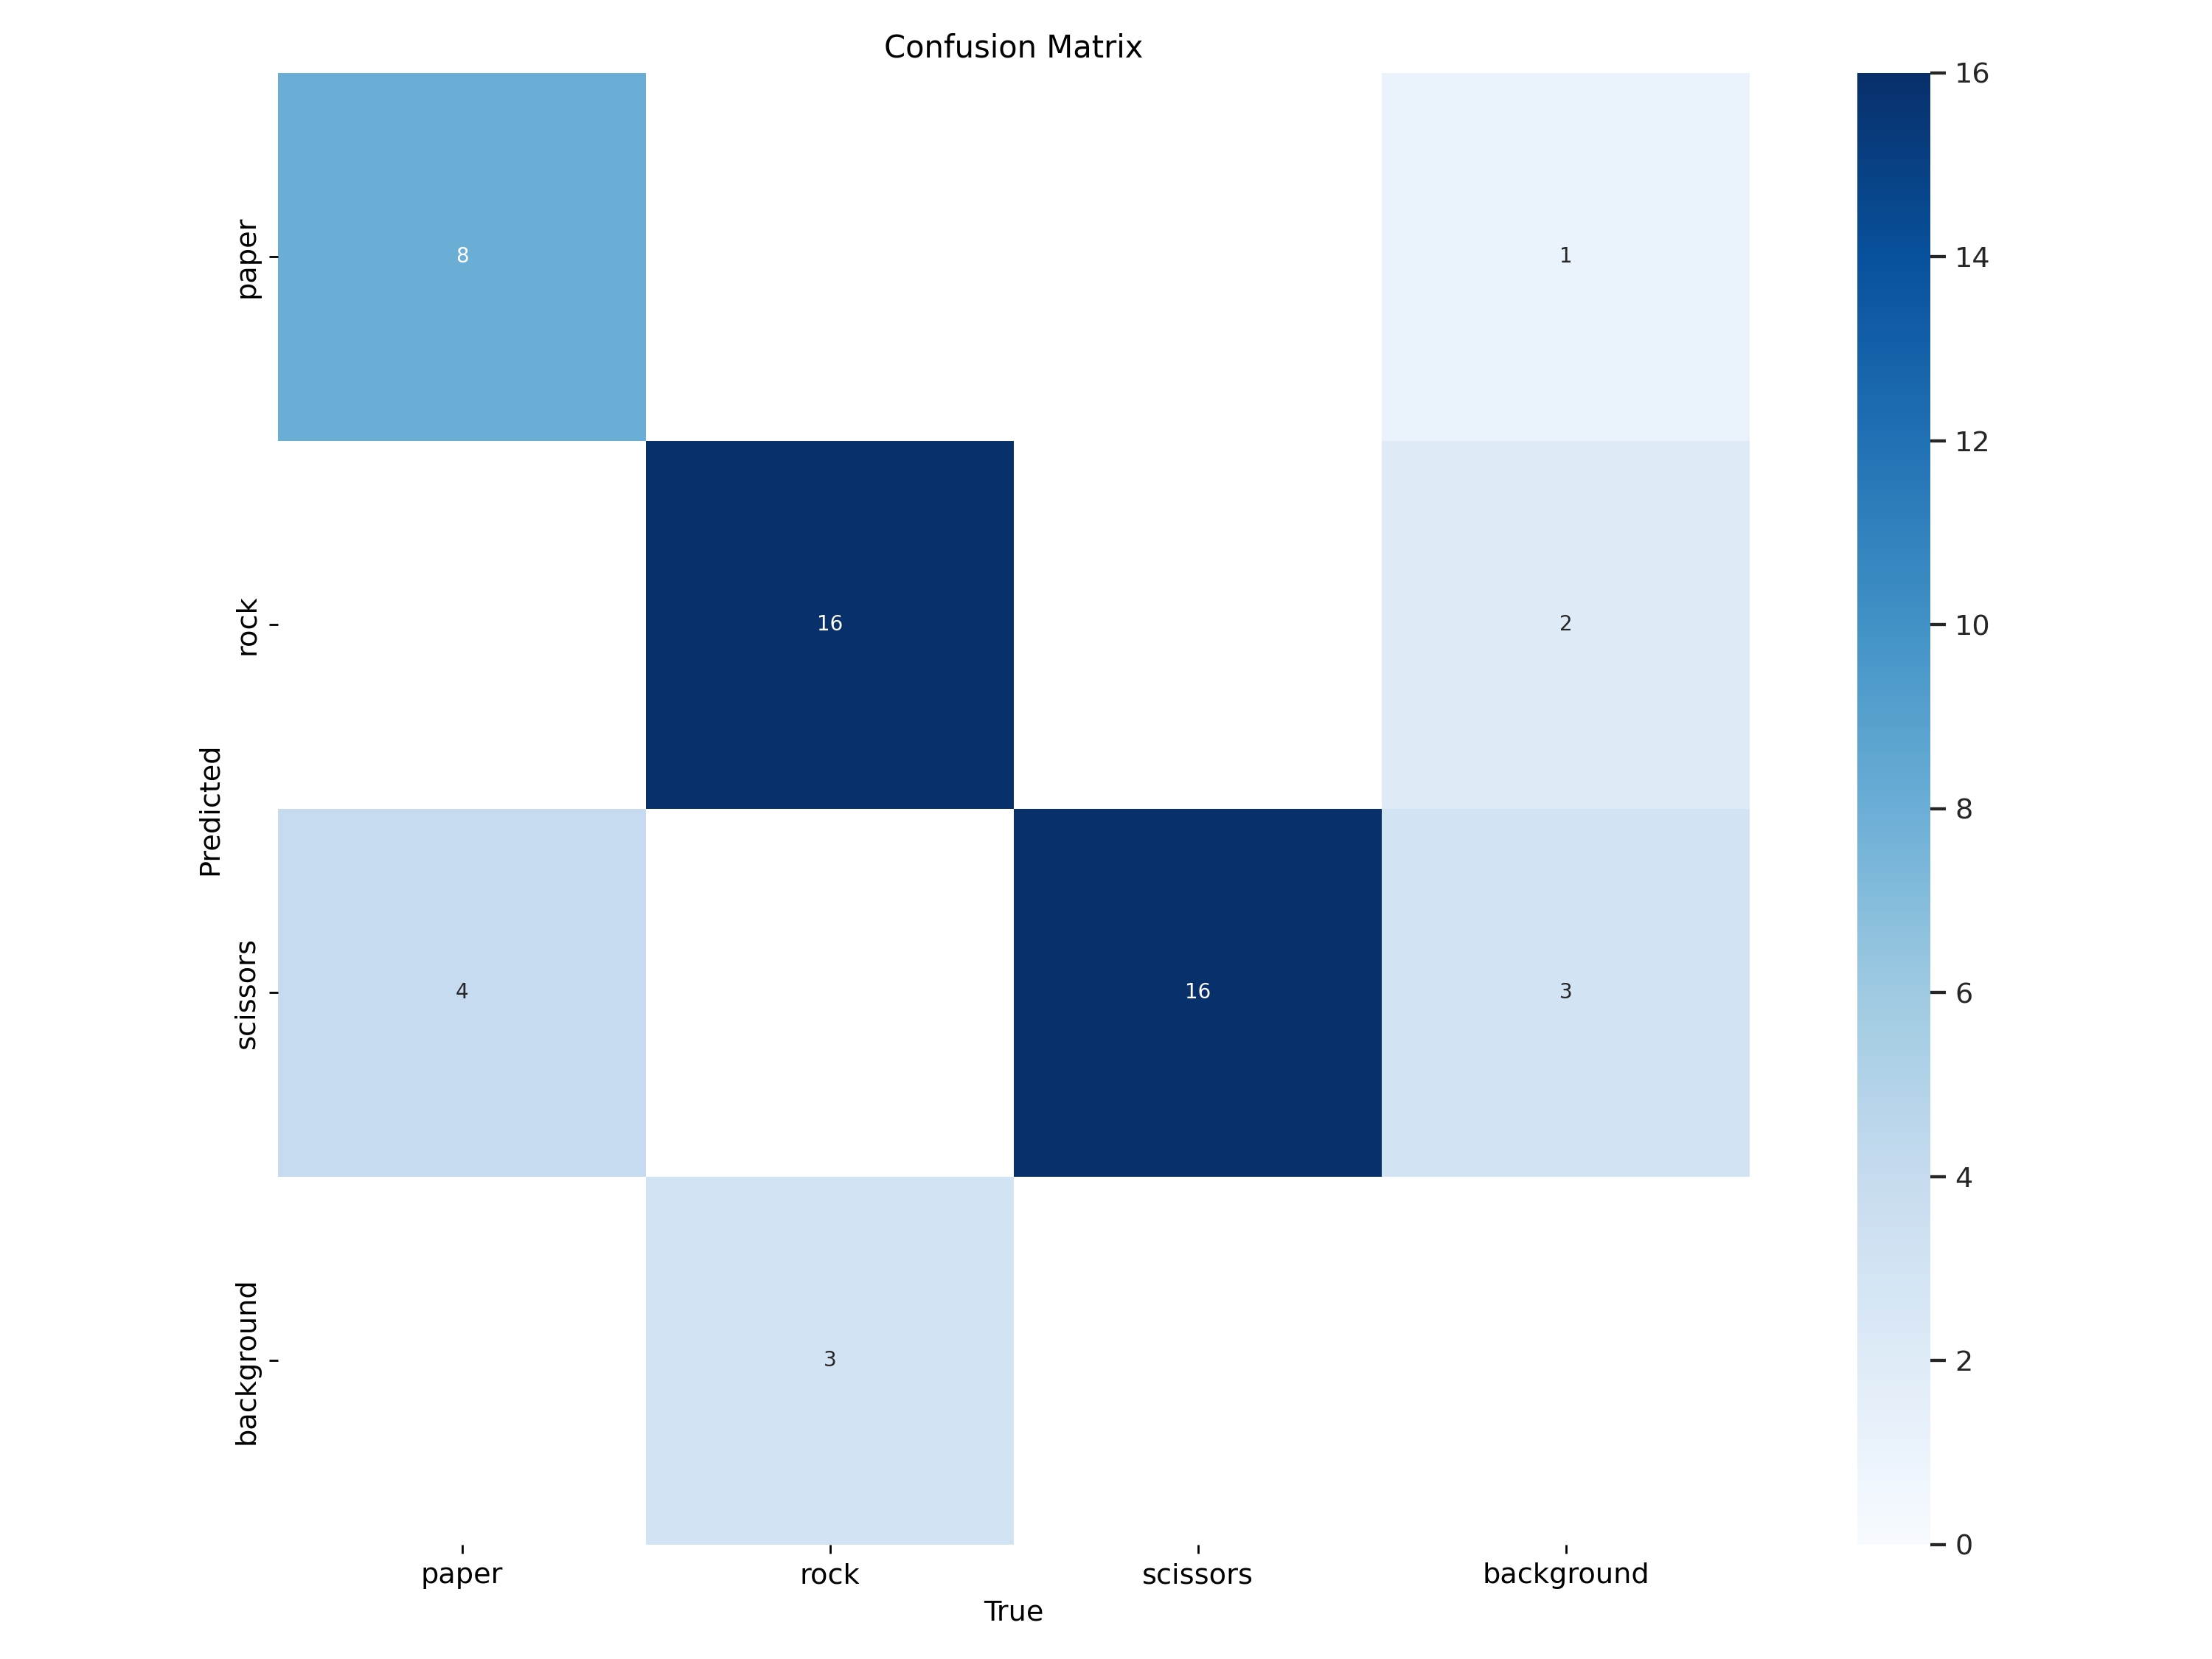 Confusion Matrix
paper
8
1
rock
16
2
scissors
4
16
3
background
3
paper
rock
scissors
background
True
Predicted
16
14
12
10
8
6
4
2
0